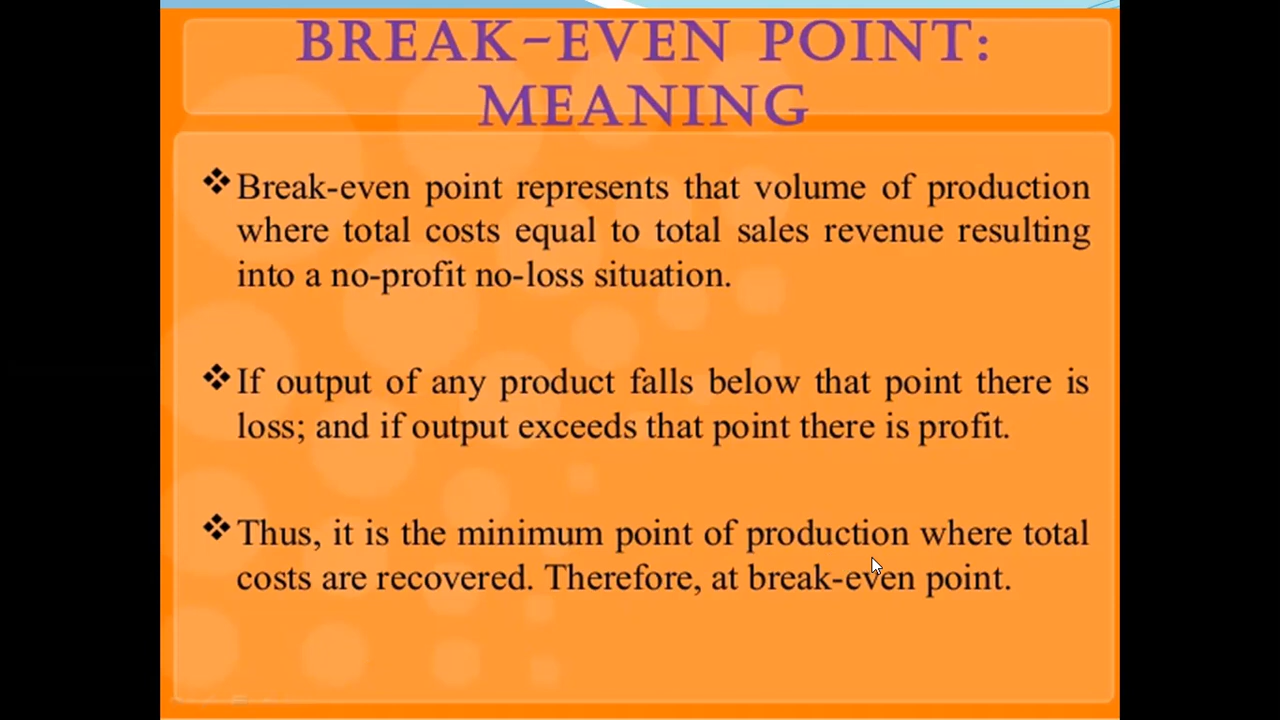 BREAK-EVEN POINT:
MEANING
❖Break-even point represents that volume of production
where total costs equal to total sales revenue resulting
into a no-profit no-loss situation.
❖If output of any product falls below that point there is
loss; and if output exceeds that point there is profit.
❖Thus, it is the minimum point of production where total
costs are recovered. Therefore, at break-even point.